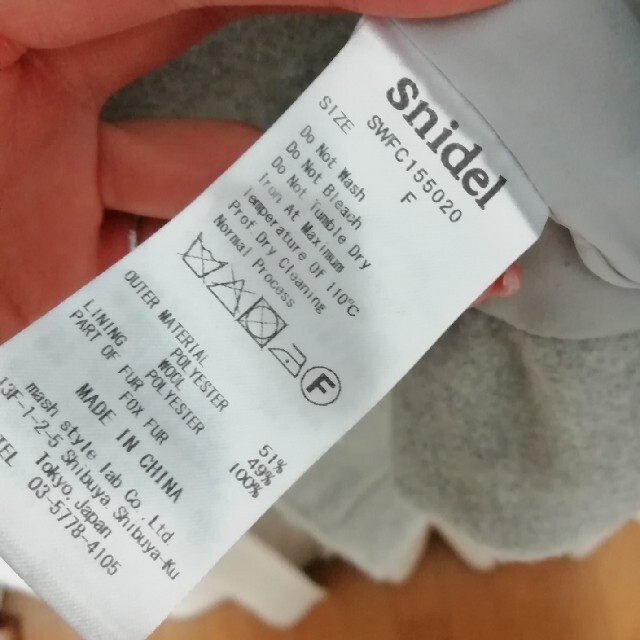 snidel
SWFC155020
SIZE F
Do Not Wash
Do Not Bleach
Do Not Tumble Dry
Iron At Maximum
Temperature Of 110℃
Prof Dry Cleaning
Normal Process
F
OUTER MATERIAL
POLYESTER 51%
WOOL 49%
LINING POLYESTER 100%
PART OF FUR FOX FUR
MADE IN CHINA
mash style lab Co., Ltd
13F-1-2-5 Shibuya Shibuya-Ku
Tokyo, Japan
TEL 03-5778-4105